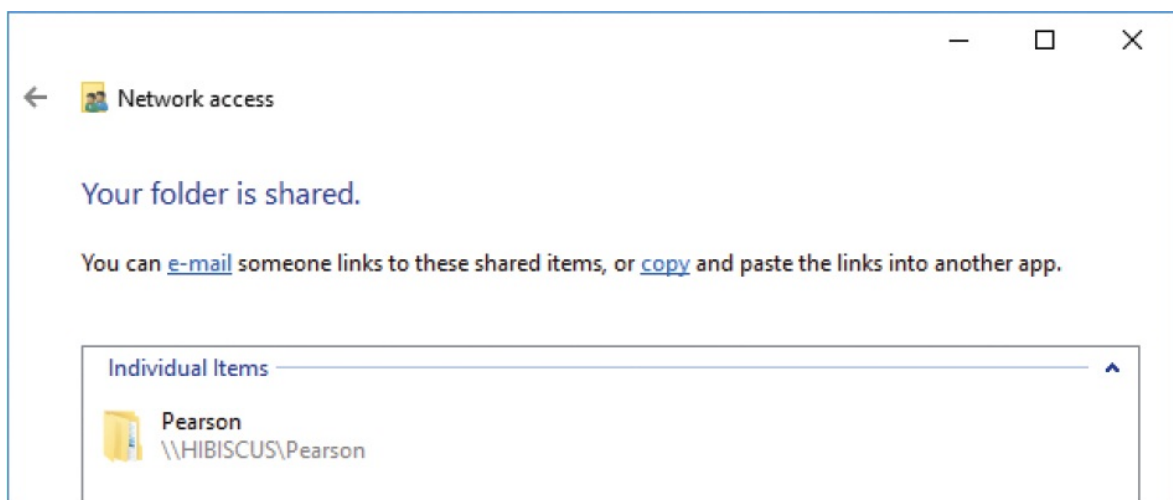 Network access
Your folder is shared.
You can e-mail someone links to these shared items, or copy and paste the links into another app.
Individual Items
Pearson
\\HIBISCUS\Pearson